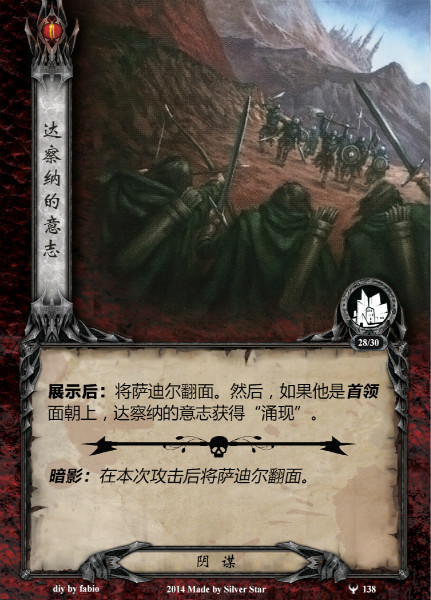 达察纳的意志
28/30
展示后：将萨迪尔翻面。然后，如果他是首领
面朝上，达察纳的意志获得“涌现”。
暗影：在本次攻击后将萨迪尔翻面。
阴谋
diy by fabio 2014 Made by Silver Star 138